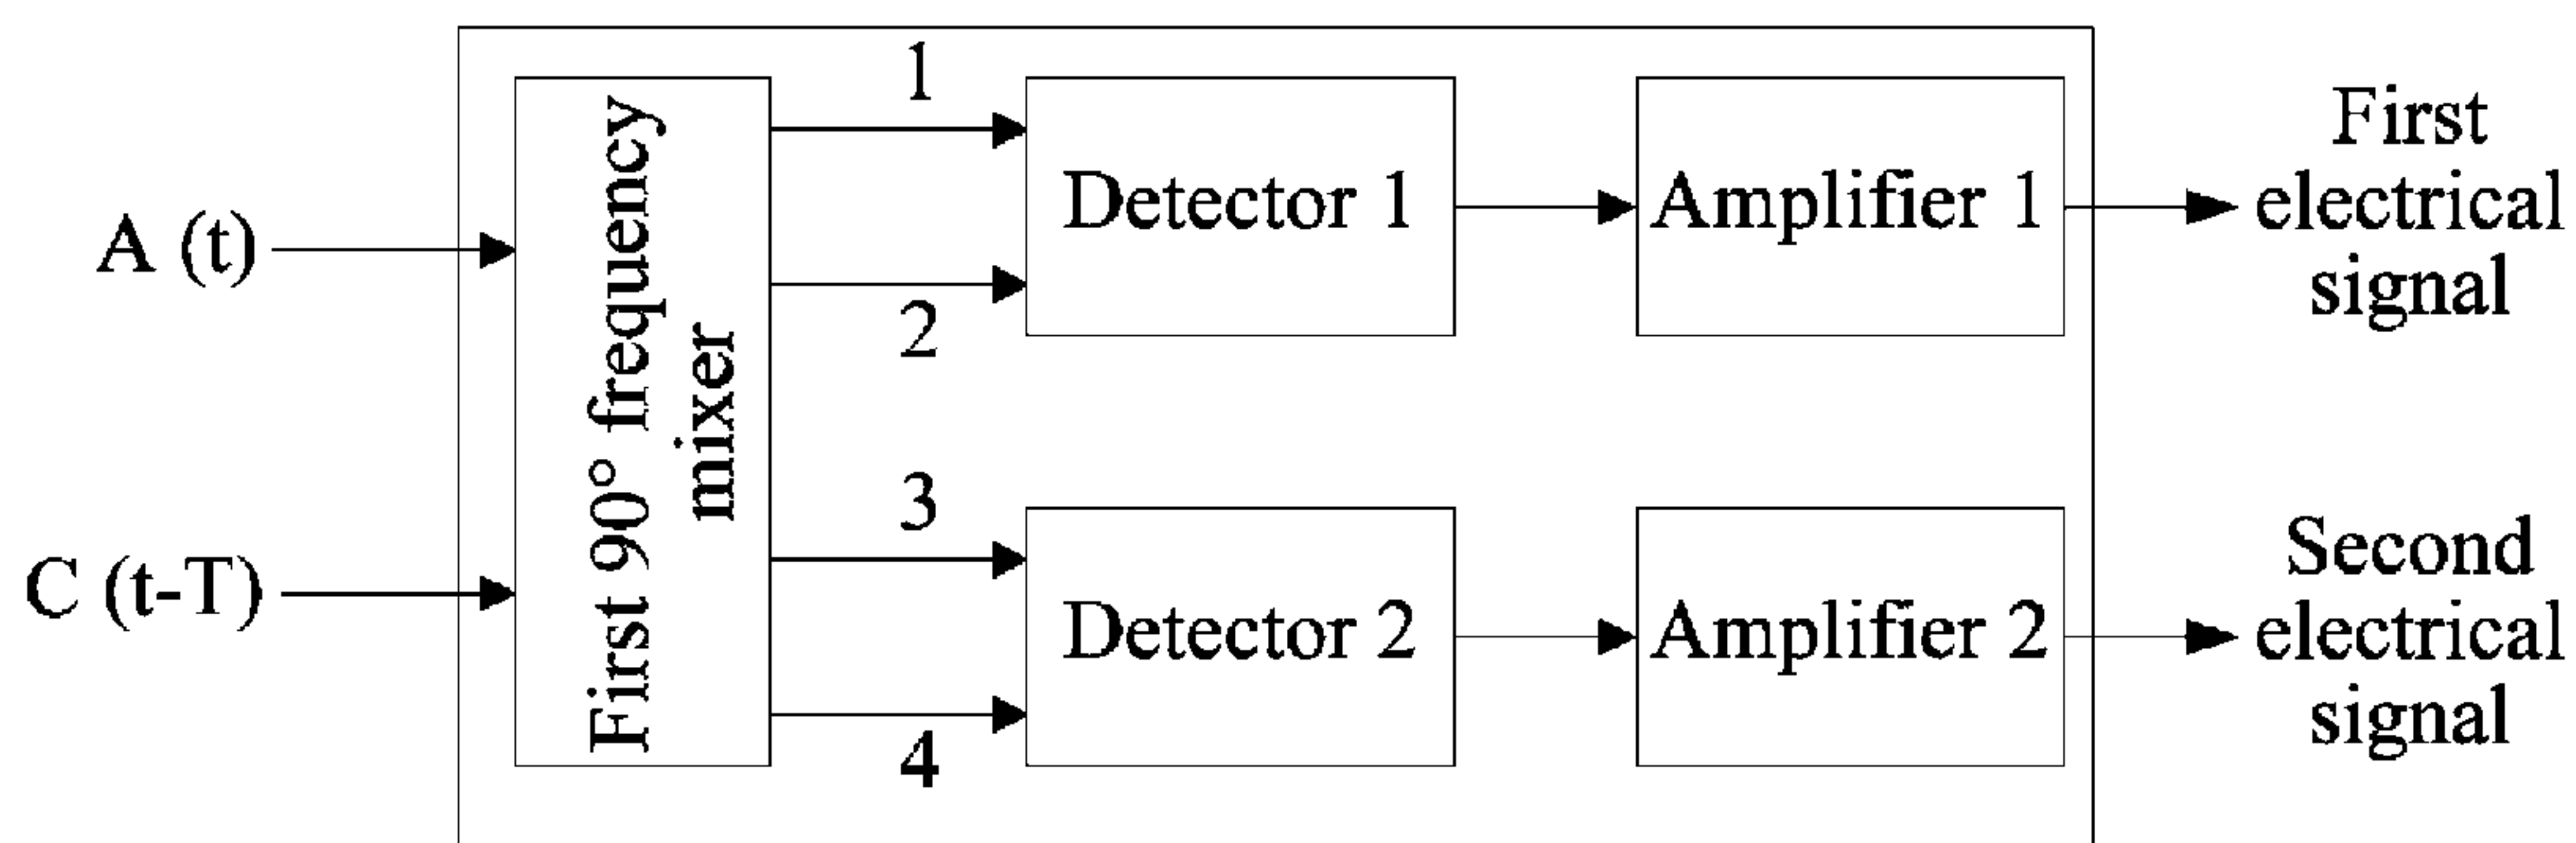 A (t)
C (t-T)
First 90° frequency
mixer
1
2
3
4
Detector 1
Amplifier 1
First
electrical
signal
Detector 2
Amplifier 2
Second
electrical
signal